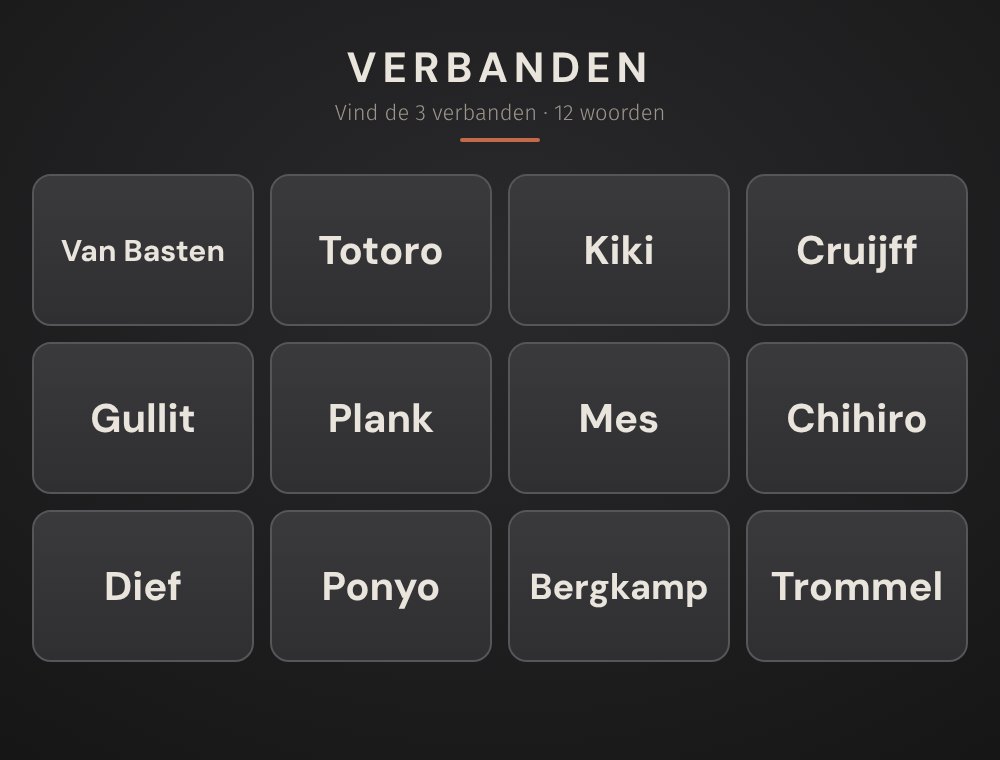 VERBANDEN
Vind de 3 verbanden · 12 woorden
Van Basten
Totoro
Kiki
Cruijff
Gullit
Plank
Mes
Chihiro
Dief
Ponyo
Bergkamp
Trommel